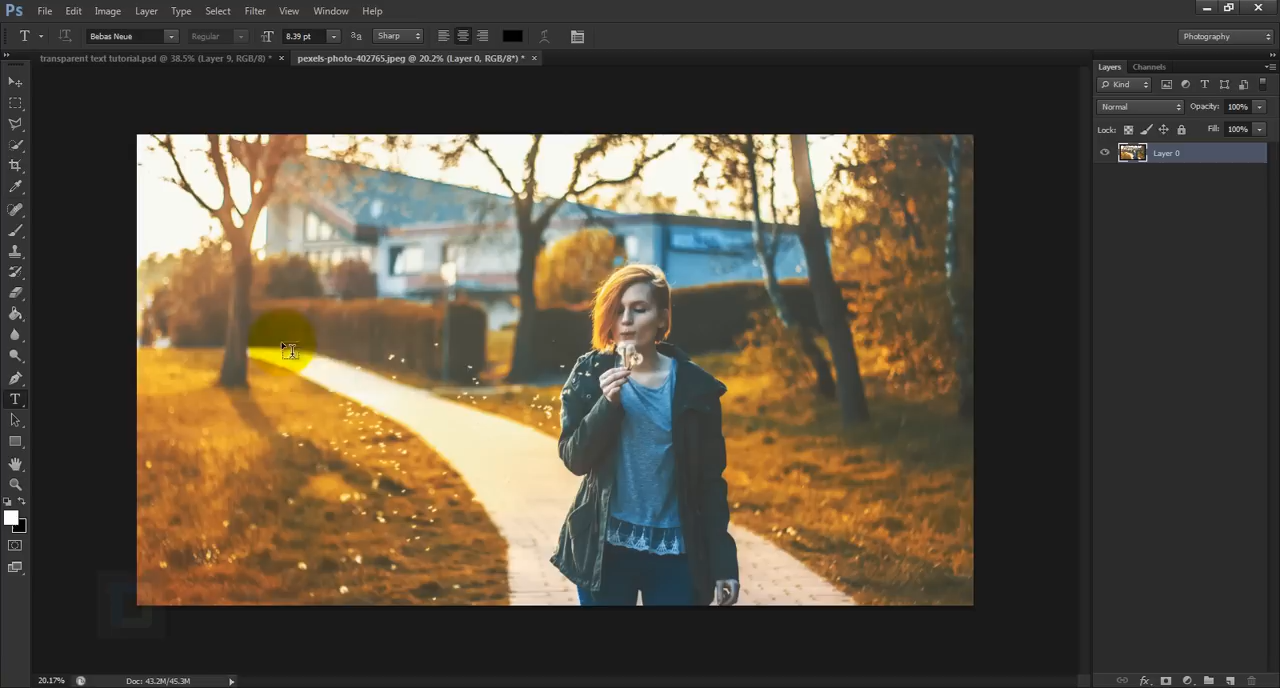 Ps File Edit Image Layer Type Select Filter View Window Help
T T Bebas Neue Regular T 8.39 pt aa Sharp Photography
transparent text tutorial.psd @ 38.5% (Layer 9, RGB/8) * × pexels-photo-402765.jpeg @ 20.2% (Layer 0, RGB/8*) * ×
Layers Channels
Kind T
Normal Opacity: 100%
Lock: Fill: 100%
Layer 0
T
20.17% Doc: 43.2M/45.3M
fx